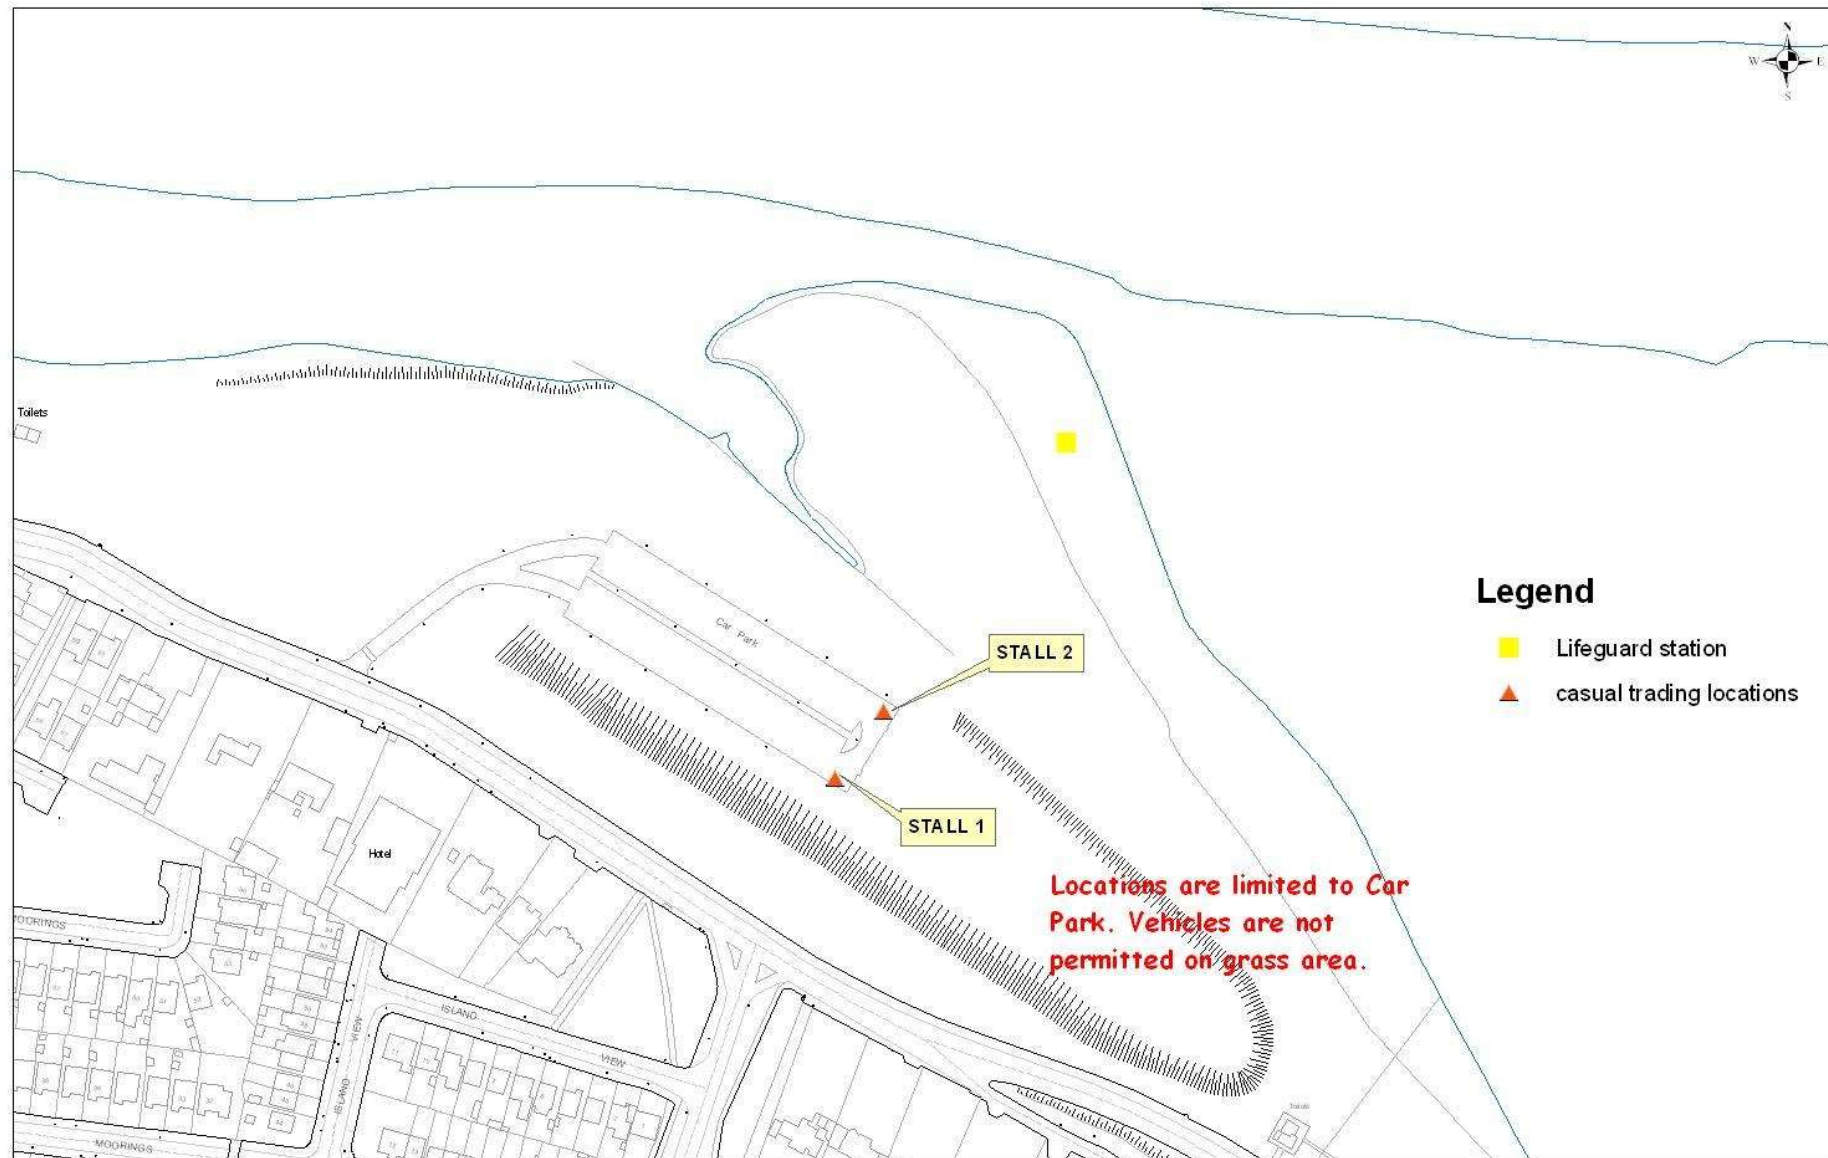 N
W E
S
Toilets
Car Park
STALL 2
STALL 1
Legend
Lifeguard station
casual trading locations
Hotel
Locations are limited to Car
Park. Vehicles are not
permitted on grass area.
MOORINGS
ISLAND
VIEW
VIEW
ISLAND
MOORINGS